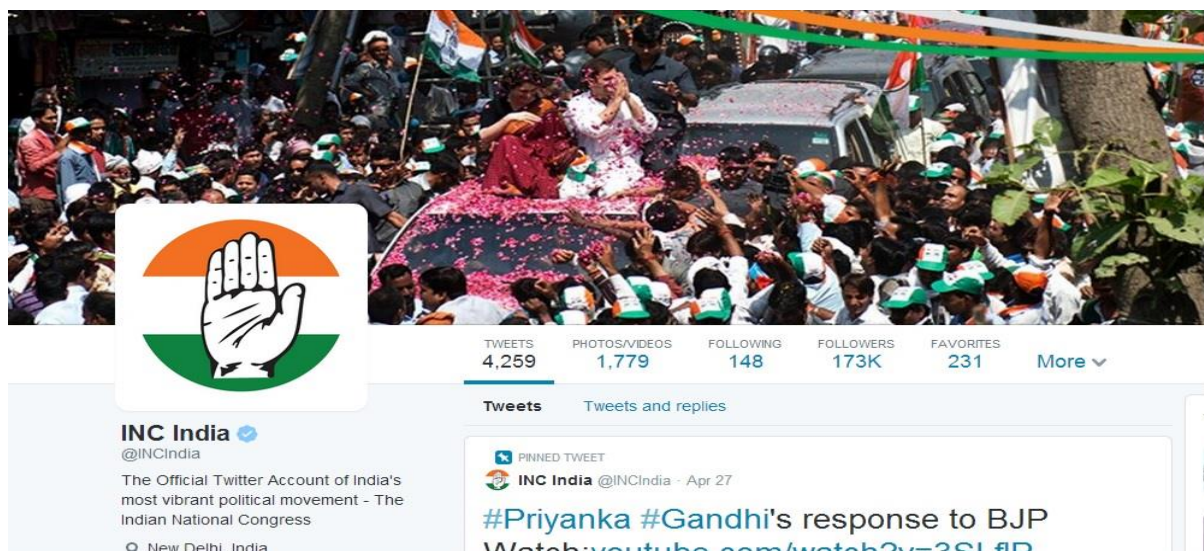 TWEETS
4,259
PHOTOS/VIDEOS
1,779
FOLLOWING
148
FOLLOWERS
173K
FAVORITES
231
More
Tweets
Tweets and replies
INC India
@INCIndia
The Official Twitter Account of India's
most vibrant political movement - The
Indian National Congress
New Delhi, India
PINNED TWEET
INC India @INCIndia · Apr 27
#Priyanka #Gandhi's response to BJP